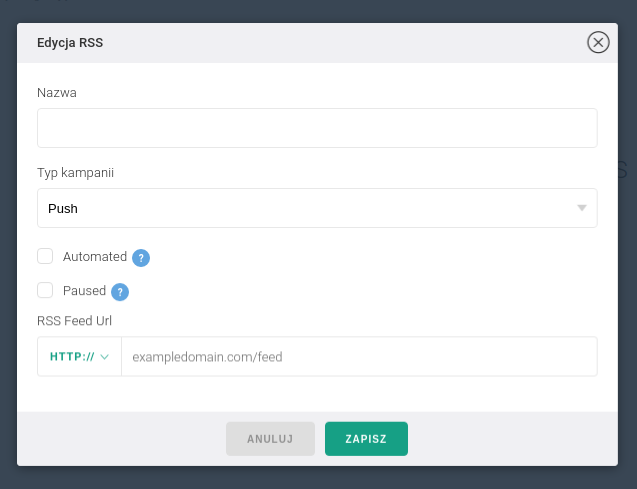 Edycja RSS
Nazwa
Typ kampanii
Push
Automated ?
Paused ?
RSS Feed Url
HTTP:// exampledomain.com/feed
ANULUJ ZAPISZ